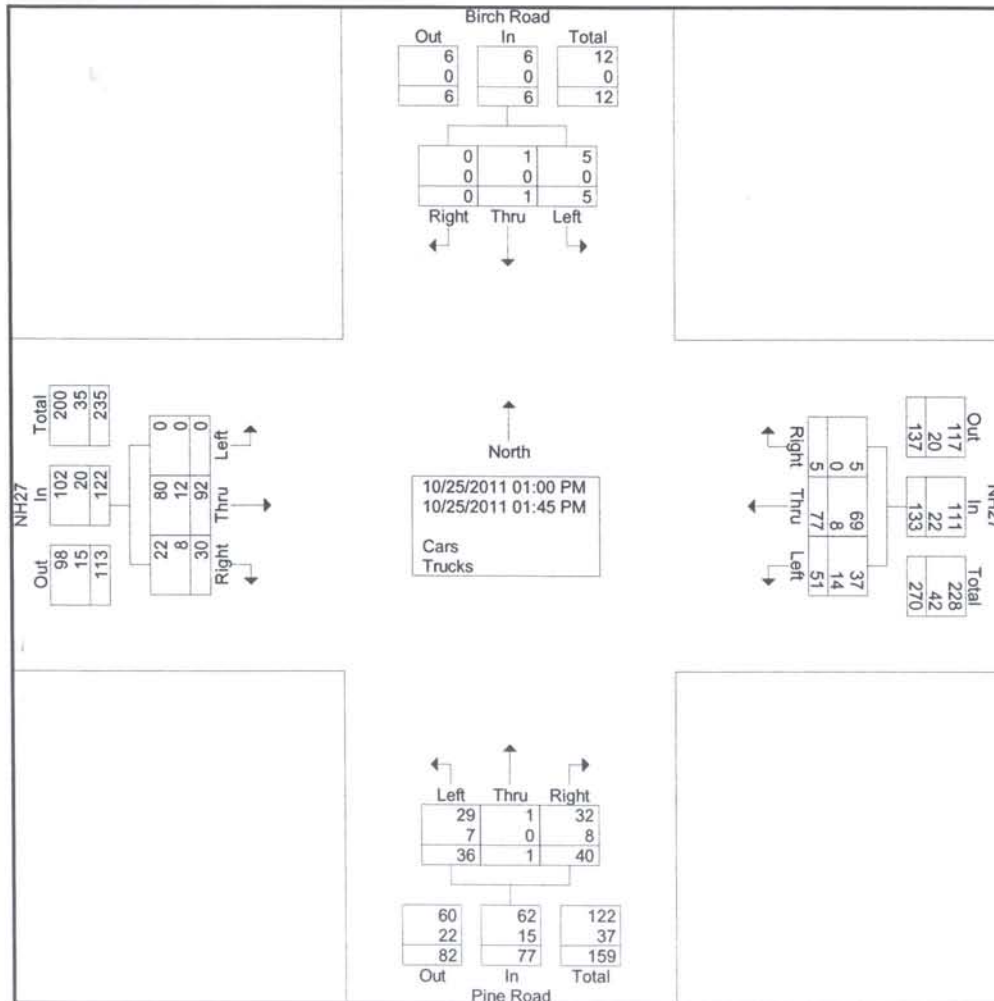 Birch Road
Out In Total
6 6 12
0 0 0
6 6 12
0 1 5
0 0 0
0 1 5
Right Thru Left
NH27
Total In Out
200 102 98
35 20 15
235 122 113
0 80 22
0 12 8
0 92 30
Left Thru Right
North
10/25/2011 01:00 PM
10/25/2011 01:45 PM
Cars
Trucks
Right Thru Left
5 69 37
0 8 14
5 77 51
Out In Total
117 111 228
20 22 42
137 133 270
NH27
Left Thru Right
29 1 32
7 0 8
36 1 40
60 62 122
22 15 37
82 77 159
Out In Total
Pine Road